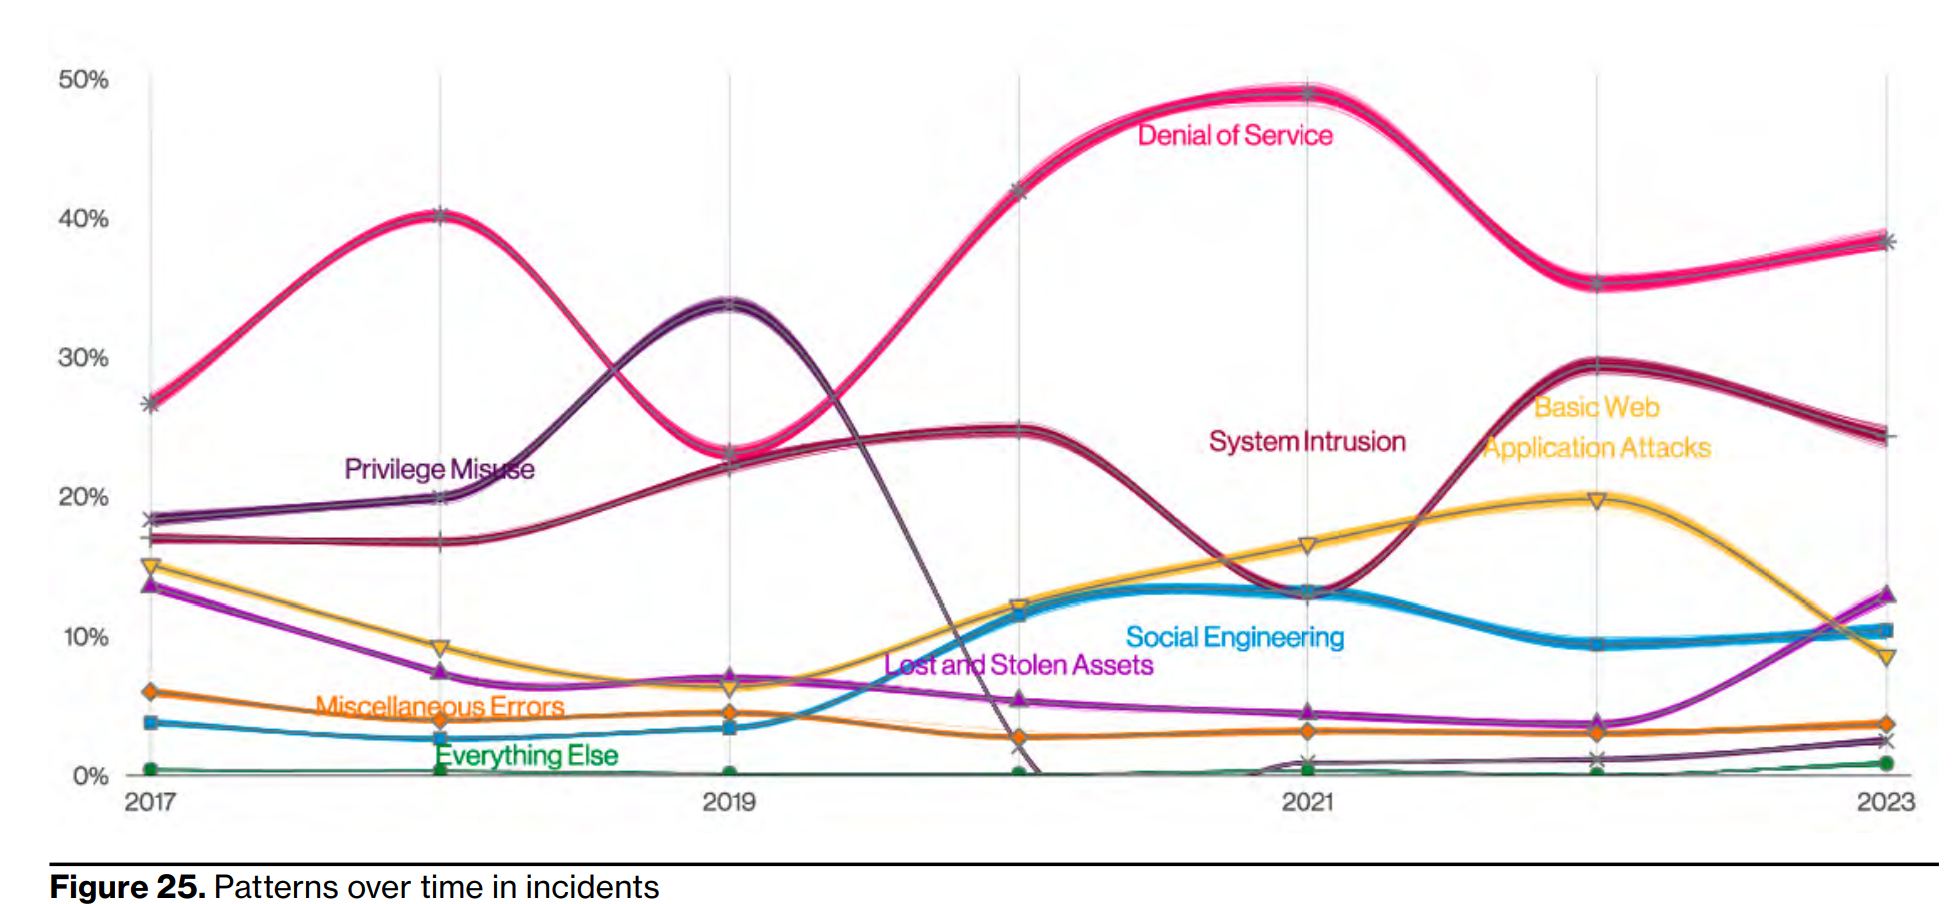 50%
Denial of Service
40%
30%
Basic Web
System Intrusion
Application Attacks
Privilege Misuse
20%
10%
Social Engineering
Lost and Stolen Assets
Miscellaneous Errors
Everything Else
0%
2017 2019 2021 2023
Figure 25. Patterns over time in incidents